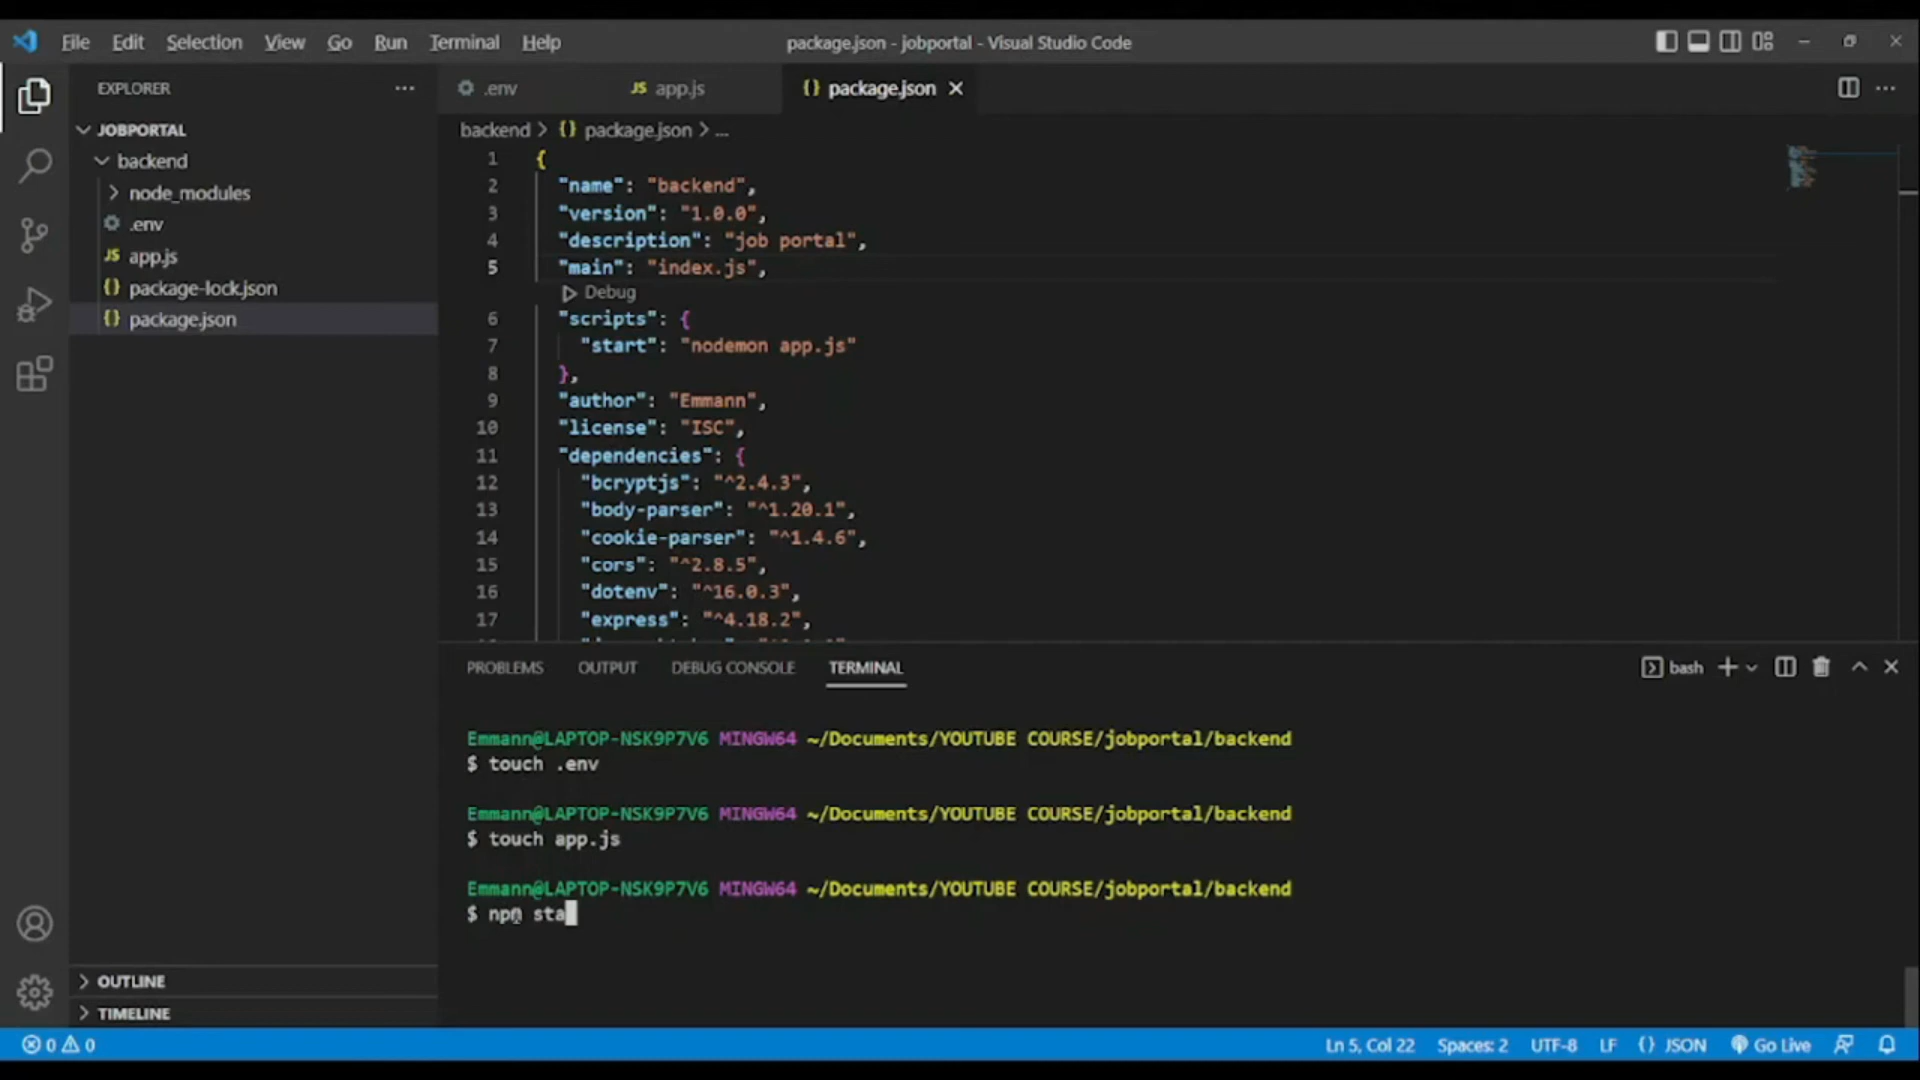 File Edit Selection View Go Run Terminal Help
package.json - jobportal - Visual Studio Code
EXPLORER
JOBPORTAL
backend
node_modules
.env
app.js
package-lock.json
package.json
OUTLINE
TIMELINE
.env
app.js
package.json
backend > {} package.json > ...
1 {
2 "name": "backend",
3 "version": "1.0.0",
4 "description": "job portal",
5 "main": "index.js",
Debug
6 "scripts": {
7 "start": "nodemon app.js"
8 },
9 "author": "Emmann",
10 "license": "ISC",
11 "dependencies": {
12 "bcryptjs": "^2.4.3",
13 "body-parser": "^1.20.1",
14 "cookie-parser": "^1.4.6",
15 "cors": "^2.8.5",
16 "dotenv": "^16.0.3",
17 "express": "^4.18.2",
PROBLEMS OUTPUT DEBUG CONSOLE TERMINAL
bash
Emmann@LAPTOP-NSK9P7V6 MINGW64 ~/Documents/YOUTUBE COURSE/jobportal/backend
$ touch .env
Emmann@LAPTOP-NSK9P7V6 MINGW64 ~/Documents/YOUTUBE COURSE/jobportal/backend
$ touch app.js
Emmann@LAPTOP-NSK9P7V6 MINGW64 ~/Documents/YOUTUBE COURSE/jobportal/backend
$ npm sta
0 0
Ln 5, Col 22 Spaces: 2 UTF-8 LF {} JSON Go Live